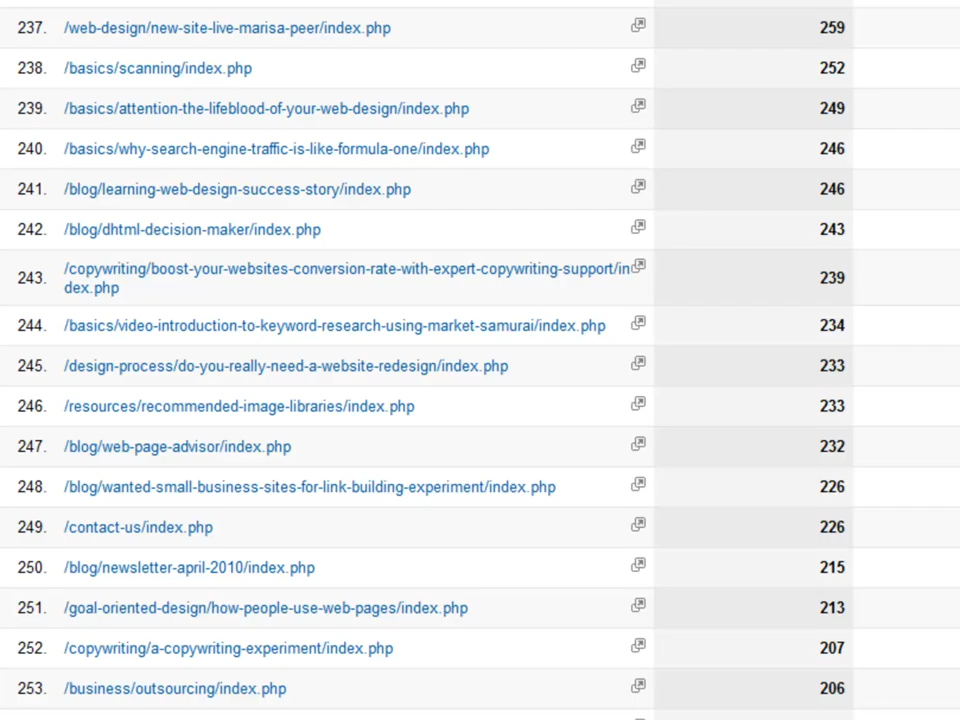 237. /web-design/new-site-live-marisa-peer/index.php 259
238. /basics/scanning/index.php 252
239. /basics/attention-the-lifeblood-of-your-web-design/index.php 249
240. /basics/why-search-engine-traffic-is-like-formula-one/index.php 246
241. /blog/learning-web-design-success-story/index.php 246
242. /blog/dhtml-decision-maker/index.php 243
243. /copywriting/boost-your-websites-conversion-rate-with-expert-copywriting-support/in
dex.php 239
244. /basics/video-introduction-to-keyword-research-using-market-samurai/index.php 234
245. /design-process/do-you-really-need-a-website-redesign/index.php 233
246. /resources/recommended-image-libraries/index.php 233
247. /blog/web-page-advisor/index.php 232
248. /blog/wanted-small-business-sites-for-link-building-experiment/index.php 226
249. /contact-us/index.php 226
250. /blog/newsletter-april-2010/index.php 215
251. /goal-oriented-design/how-people-use-web-pages/index.php 213
252. /copywriting/a-copywriting-experiment/index.php 207
253. /business/outsourcing/index.php 206